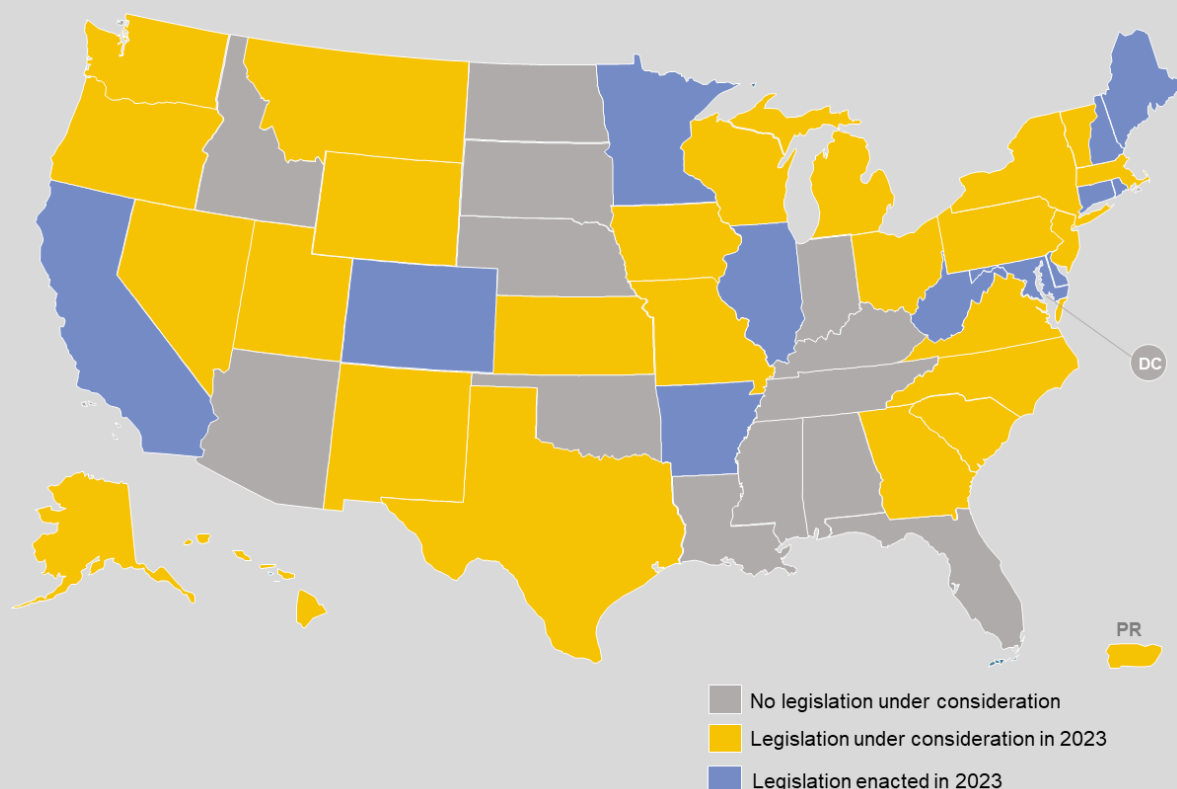 DC
PR
No legislation under consideration
Legislation under consideration in 2023
Legislation enacted in 2023